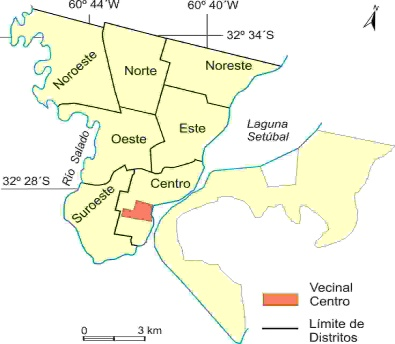 60º 44´W
60º 40´W
N
32º 34´S
Noroeste
Norte
Noreste
Laguna
Setúbal
Este
Oeste
Río Salado
32º 28´S
Centro
Suroeste
Vecinal
Centro
0 3 km
Límite de
Distritos